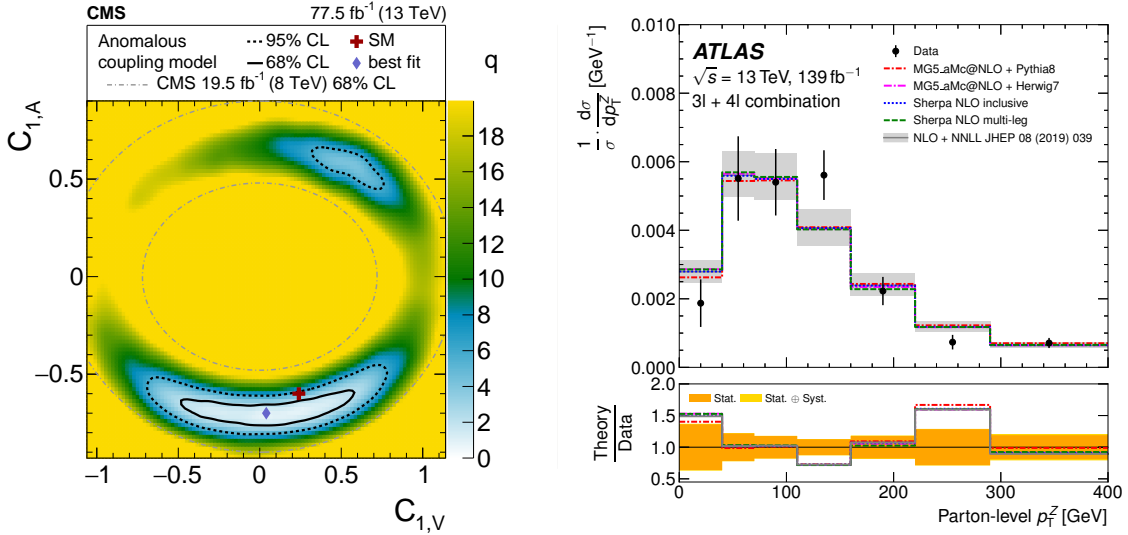 CMS 77.5 fb⁻¹ (13 TeV)
Anomalous coupling model
95% CL
SM
68% CL
best fit
CMS 19.5 fb⁻¹ (8 TeV) 68% CL
q
C₁,A
0.5
0
−0.5
−1 −0.5 0 0.5 1
C₁,V
18
16
14
12
10
8
6
4
2
0
ATLAS
√s = 13 TeV, 139 fb⁻¹
3l + 4l combination
Data
MG5_aMc@NLO + Pythia8
MG5_aMc@NLO + Herwig7
Sherpa NLO inclusive
Sherpa NLO multi-leg
NLO + NNLL JHEP 08 (2019) 039
1/σ · dσ/dp_T^Z [GeV⁻¹]
0.010
0.008
0.006
0.004
0.002
0.000
Stat. Stat. ⊕ Syst.
Theory
Data
2.0
1.5
1.0
0.5
0 100 200 300 400
Parton-level p_T^Z [GeV]